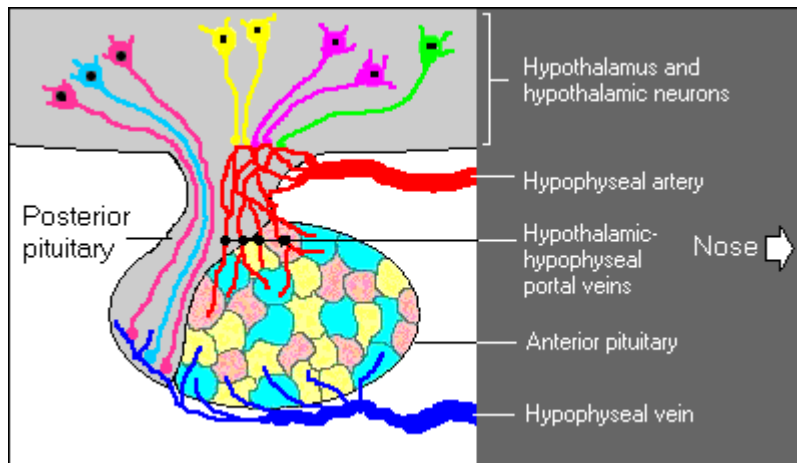 Hypothalamus and
hypothalamic neurons
Hypophyseal artery
Posterior
pituitary
Hypothalamic-
hypophyseal
portal veins
Nose
Anterior pituitary
Hypophyseal vein